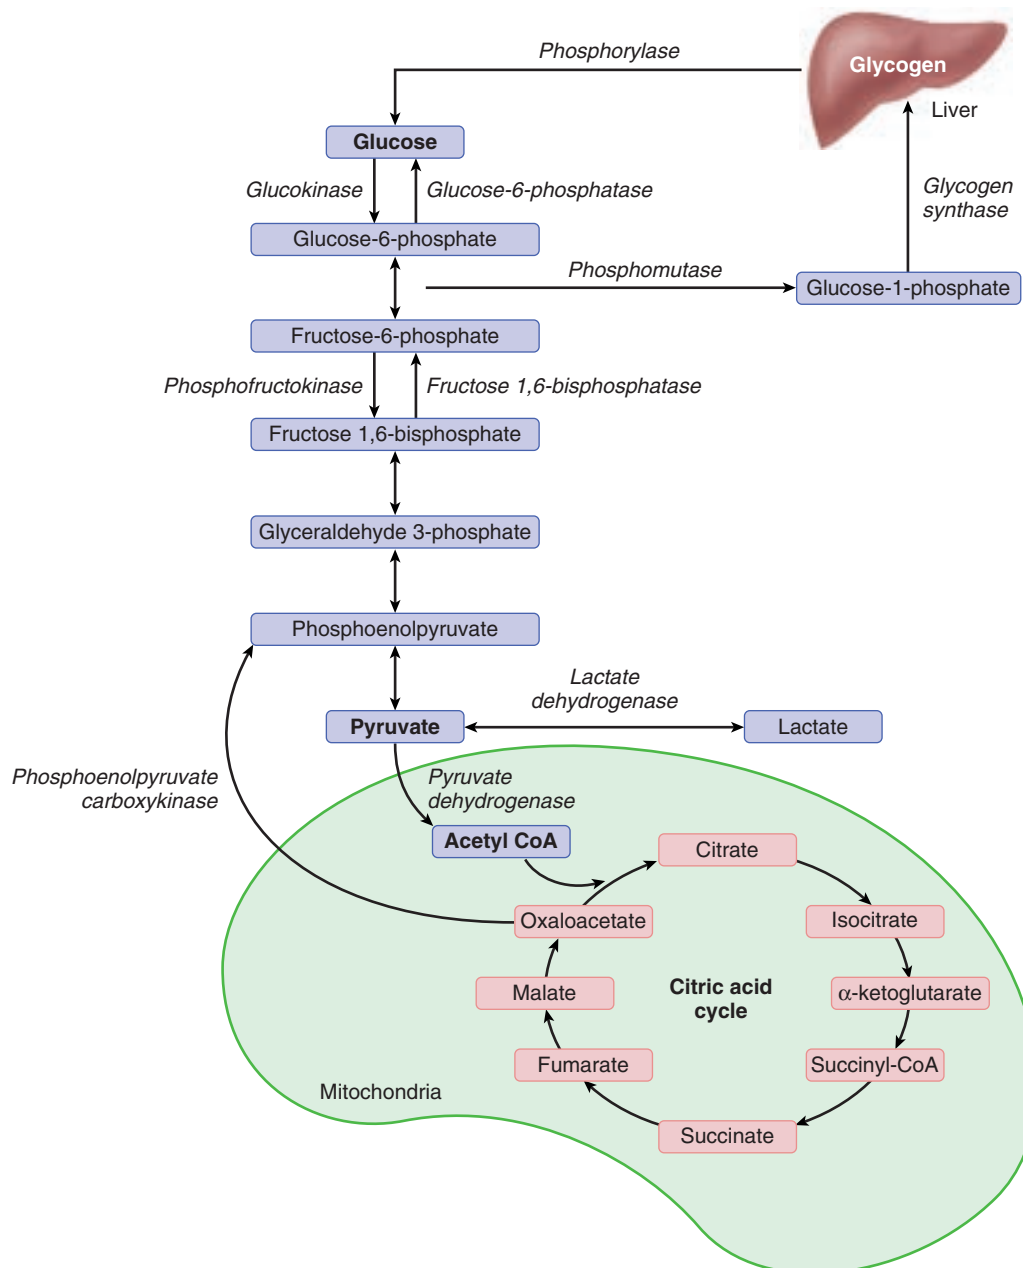 Phosphorylase
Glycogen
Liver
Glucose
Glucokinase
Glucose-6-phosphatase
Glycogen
synthase
Glucose-6-phosphate
Phosphomutase
Glucose-1-phosphate
Fructose-6-phosphate
Phosphofructokinase
Fructose 1,6-bisphosphatase
Fructose 1,6-bisphosphate
Glyceraldehyde 3-phosphate
Phosphoenolpyruvate
Lactate
dehydrogenase
Pyruvate
Lactate
Phosphoenolpyruvate
carboxykinase
Pyruvate
dehydrogenase
Acetyl CoA
Citrate
Oxaloacetate
Isocitrate
Malate
Citric acid
cycle
α-ketoglutarate
Fumarate
Succinyl-CoA
Mitochondria
Succinate